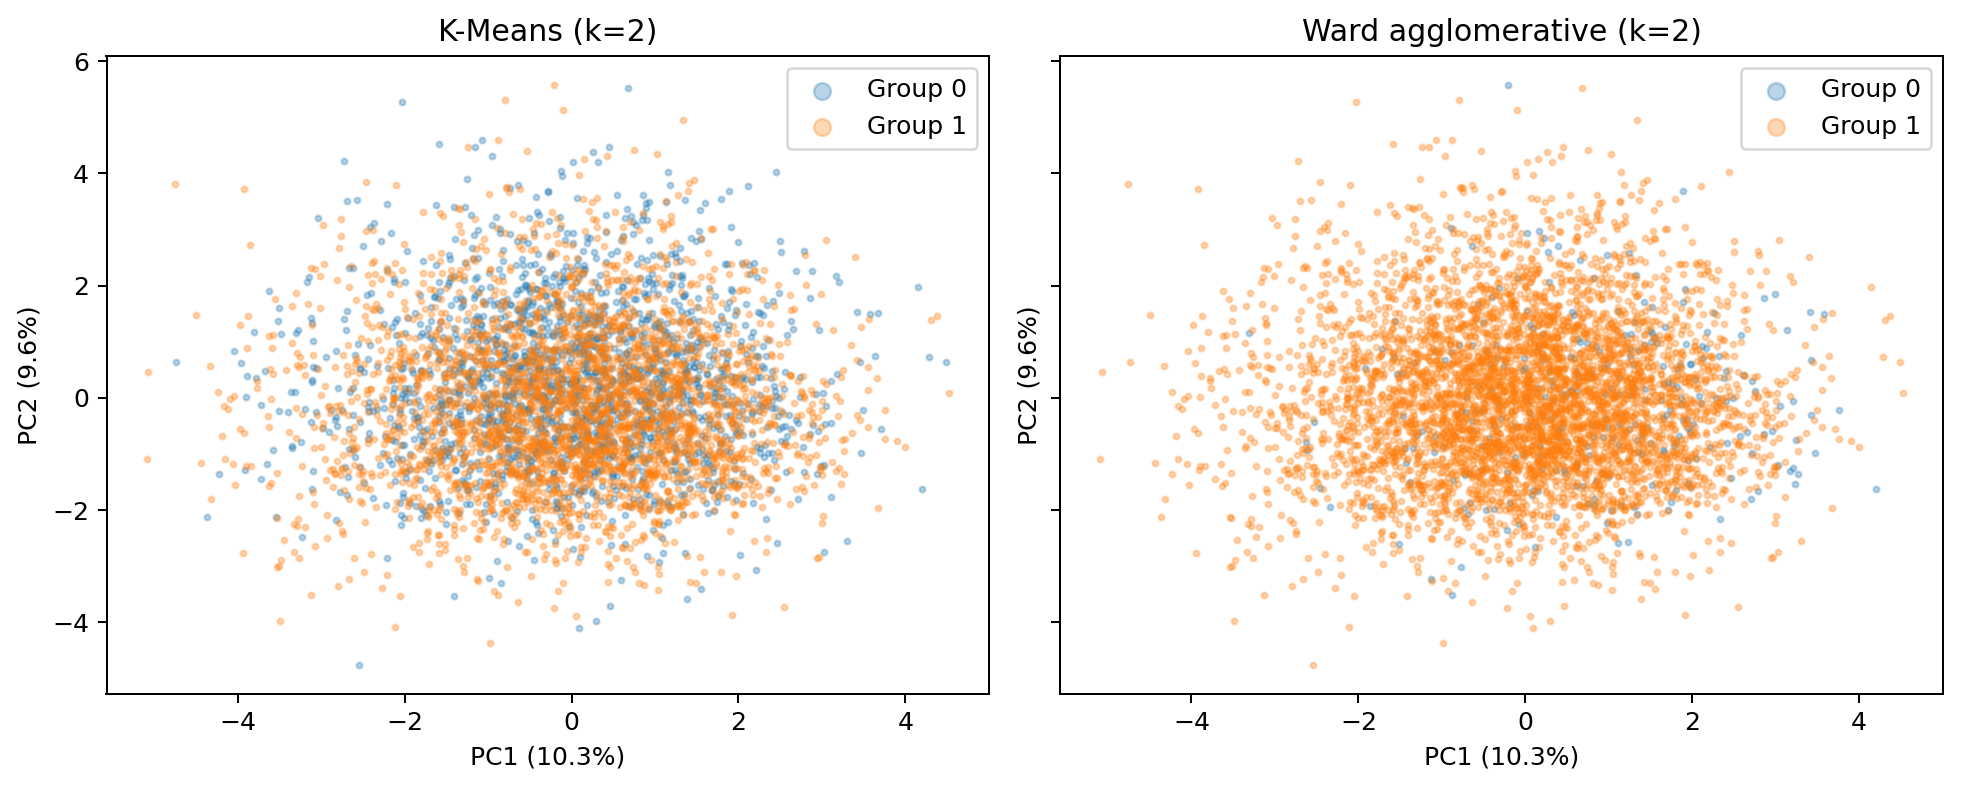 K-Means (k=2)
Group 0
Group 1
6
4
2
0
−2
−4
PC2 (9.6%)
−4
−2
0
2
4
PC1 (10.3%)
Ward agglomerative (k=2)
Group 0
Group 1
PC2 (9.6%)
−4
−2
0
2
4
PC1 (10.3%)